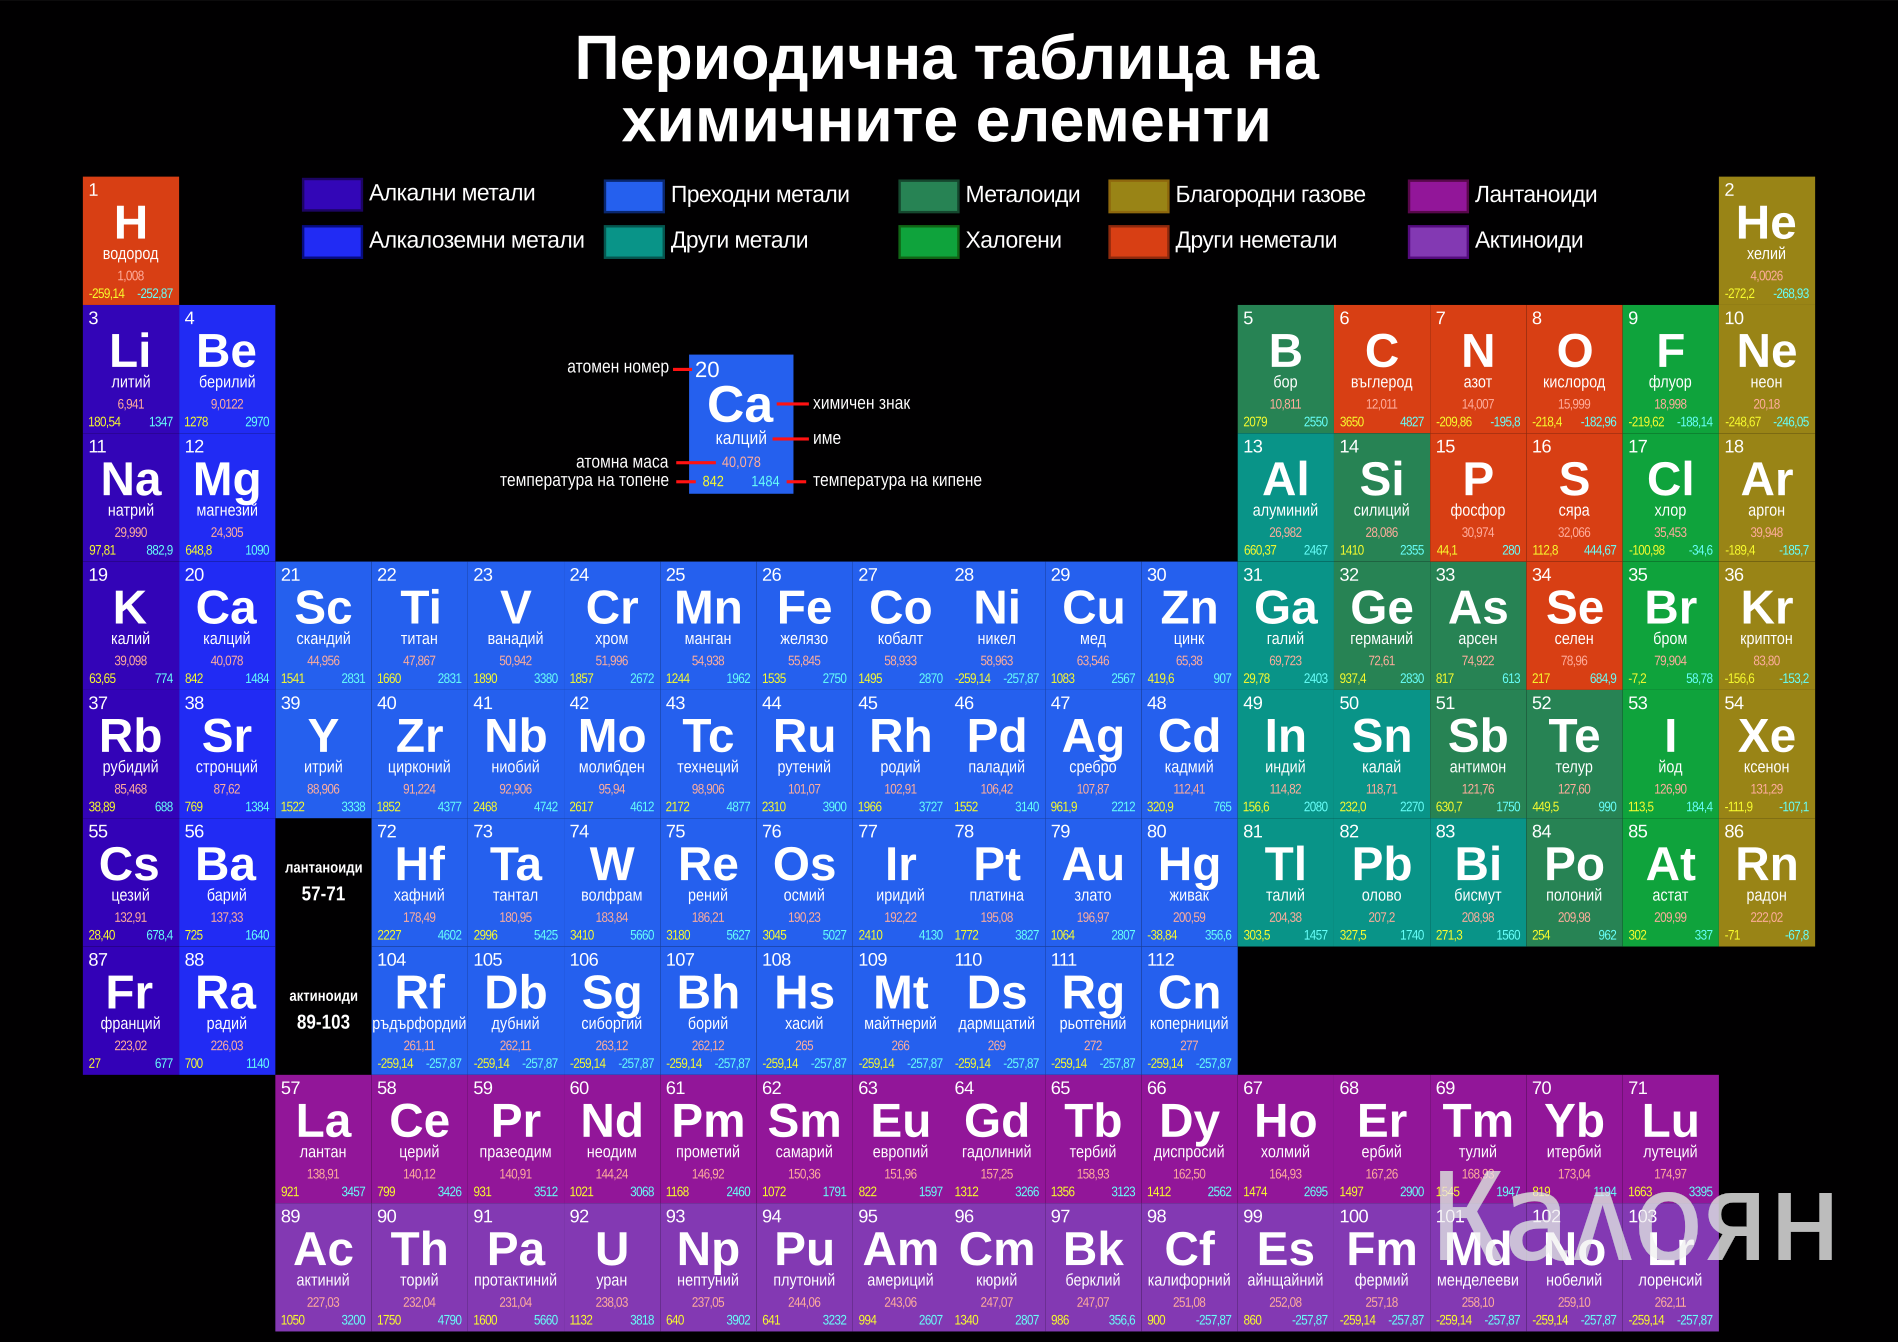 Периодична таблица на
химичните елементи
Алкални метали Преходни метали Металоиди Благородни газове Лантаноиди
Алкалоземни метали Други метали Халогени Други неметали Актиноиди
1 2
H He
водород хелий
1,008 4,0026
-259,14 -252,87 -272,2 -268,93
3 4 5 6 7 8 9 10
Li Be B C N O F Ne
литий берилий бор въглерод азот кислород флуор неон
6,941 9,0122 10,811 12,011 14,007 15,999 18,998 20,18
180,54 1347 1278 2970 2079 2550 3650 4827 -209,86 -195,8 -218,4 -182,96 -219,62 -188,14 -248,67 -246,05
атомен номер 20
Ca химичен знак
калций име
атомна маса 40,078
температура на топене 842 1484 температура на кипене
11 12 13 14 15 16 17 18
Na Mg Al Si P S Cl Ar
натрий магнезий алуминий силиций фосфор сяра хлор аргон
29,990 24,305 26,982 28,086 30,974 32,066 35,453 39,948
97,81 882,9 648,8 1090 660,37 2467 1410 2355 44,1 280 112,8 444,67 -100,98 -34,6 -189,4 -185,7
19 20 21 22 23 24 25 26 27 28 29 30 31 32 33 34 35 36
K Ca Sc Ti V Cr Mn Fe Co Ni Cu Zn Ga Ge As Se Br Kr
калий калций скандий титан ванадий хром манган желязо кобалт никел мед цинк галий германий арсен селен бром криптон
39,098 40,078 44,956 47,867 50,942 51,996 54,938 55,845 58,933 58,963 63,546 65,38 69,723 72,61 74,922 78,96 79,904 83,80
63,65 774 842 1484 1541 2831 1660 2831 1890 3380 1857 2672 1244 1962 1535 2750 1495 2870 -259,14 -257,87 1083 2567 419,6 907 29,78 2403 937,4 2830 817 613 217 684,9 -7,2 58,78 -156,6 -153,2
37 38 39 40 41 42 43 44 45 46 47 48 49 50 51 52 53 54
Rb Sr Y Zr Nb Mo Tc Ru Rh Pd Ag Cd In Sn Sb Te I Xe
рубидий стронций итрий цирконий ниобий молибден технеций рутений родий паладий сребро кадмий индий калай антимон телур йод ксенон
85,468 87,62 88,906 91,224 92,906 95,94 98,906 101,07 102,91 106,42 107,87 112,41 114,82 118,71 121,76 127,60 126,90 131,29
38,89 688 769 1384 1522 3338 1852 4377 2468 4742 2617 4612 2172 4877 2310 3900 1966 3727 1552 3140 961,9 2212 320,9 765 156,6 2080 232,0 2270 630,7 1750 449,5 990 113,5 184,4 -111,9 -107,1
55 56 72 73 74 75 76 77 78 79 80 81 82 83 84 85 86
Cs Ba лантаноиди Hf Ta W Re Os Ir Pt Au Hg Tl Pb Bi Po At Rn
цезий барий 57-71 хафний тантал волфрам рений осмий иридий платина злато живак талий олово бисмут полоний астат радон
132,91 137,33 178,49 180,95 183,84 186,21 190,23 192,22 195,08 196,97 200,59 204,38 207,2 208,98 209,98 209,99 222,02
28,40 678,4 725 1640 2227 4602 2996 5425 3410 5660 3180 5627 3045 5027 2410 4130 1772 3827 1064 2807 -38,84 356,6 303,5 1457 327,5 1740 271,3 1560 254 962 302 337 -71 -67,8
87 88 104 105 106 107 108 109 110 111 112
Fr Ra актиноиди Rf Db Sg Bh Hs Mt Ds Rg Cn
франций радий 89-103 ръдърфордий дубний сиборгий борий хасий майтнерий дармщатий рьотгений коперниций
223,02 226,03 261,11 262,11 263,12 262,12 265 266 269 272 277
27 677 700 1140 -259,14 -257,87 -259,14 -257,87 -259,14 -257,87 -259,14 -257,87 -259,14 -257,87 -259,14 -257,87 -259,14 -257,87 -259,14 -257,87 -259,14 -257,87
57 58 59 60 61 62 63 64 65 66 67 68 69 70 71
La Ce Pr Nd Pm Sm Eu Gd Tb Dy Ho Er Tm Yb Lu
лантан церий празеодим неодим прометий самарий европий гадолиний тербий диспросий холмий ербий тулий итербий лутеций
138,91 140,12 140,91 144,24 146,92 150,36 151,96 157,25 158,93 162,50 164,93 167,26 168,93 173,04 174,97
921 3457 799 3426 931 3512 1021 3068 1168 2460 1072 1791 822 1597 1312 3266 1356 3123 1412 2562 1474 2695 1497 2900 1545 1947 819 1194 1663 3395
Калоян
89 90 91 92 93 94 95 96 97 98 99 100 101 102 103
Ac Th Pa U Np Pu Am Cm Bk Cf Es Fm Md No Lr
актиний торий протактиний уран нептуний плутоний америций кюрий берклий калифорний айнщайний фермий менделееви нобелий лоренсий
227,03 232,04 231,04 238,03 237,05 244,06 243,06 247,07 247,07 251,08 252,08 257,18 258,10 259,10 262,11
1050 3200 1750 4790 1600 5660 1132 3818 640 3902 641 3232 994 2607 1340 2807 986 356,6 900 -257,87 860 -257,87 -259,14 -257,87 -259,14 -257,87 -259,14 -257,87 -259,14 -257,87